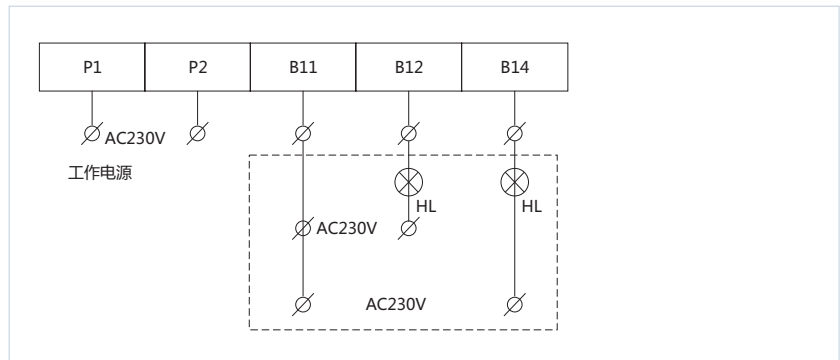 P1 P2 B11 B12 B14
AC230V
工作电源
HL HL
AC230V
AC230V